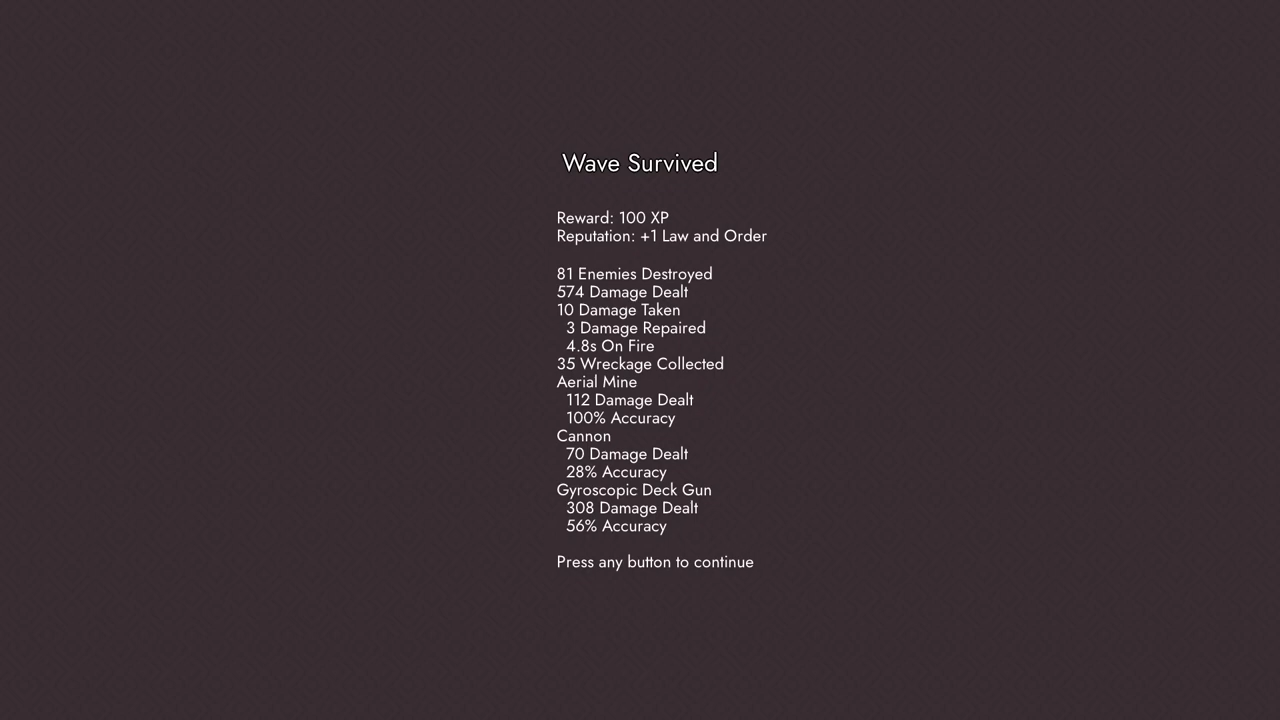 Wave Survived
Reward: 100 XP
Reputation: +1 Law and Order
81 Enemies Destroyed
574 Damage Dealt
10 Damage Taken
3 Damage Repaired
4.8s On Fire
35 Wreckage Collected
Aerial Mine
112 Damage Dealt
100% Accuracy
Cannon
70 Damage Dealt
28% Accuracy
Gyroscopic Deck Gun
308 Damage Dealt
56% Accuracy
Press any button to continue